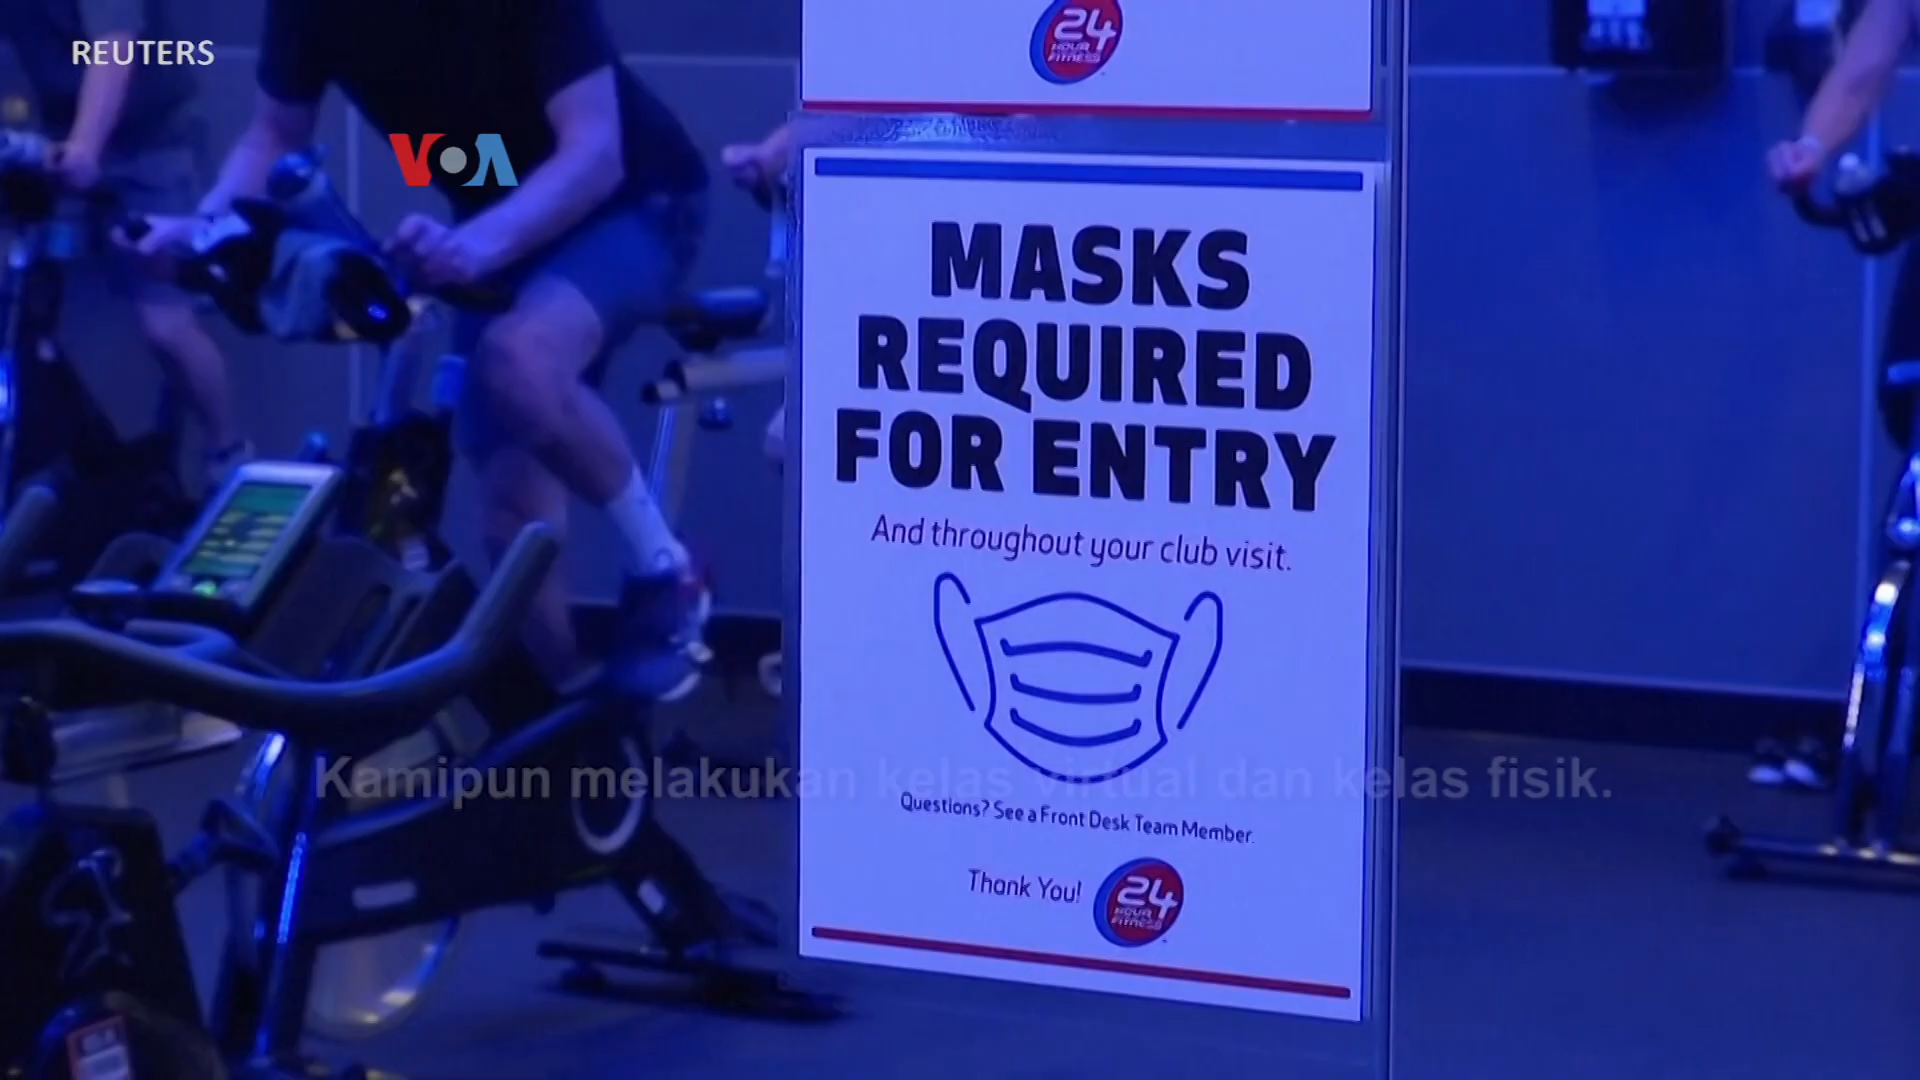 REUTERS
24
HOUR
FITNESS
VOA
MASKS
REQUIRED
FOR ENTRY
And throughout your club visit.
Kamipun melakukan kelas virtual dan kelas fisik.
Questions? See a Front Desk Team Member.
Thank You!
24
HOUR
FITNESS